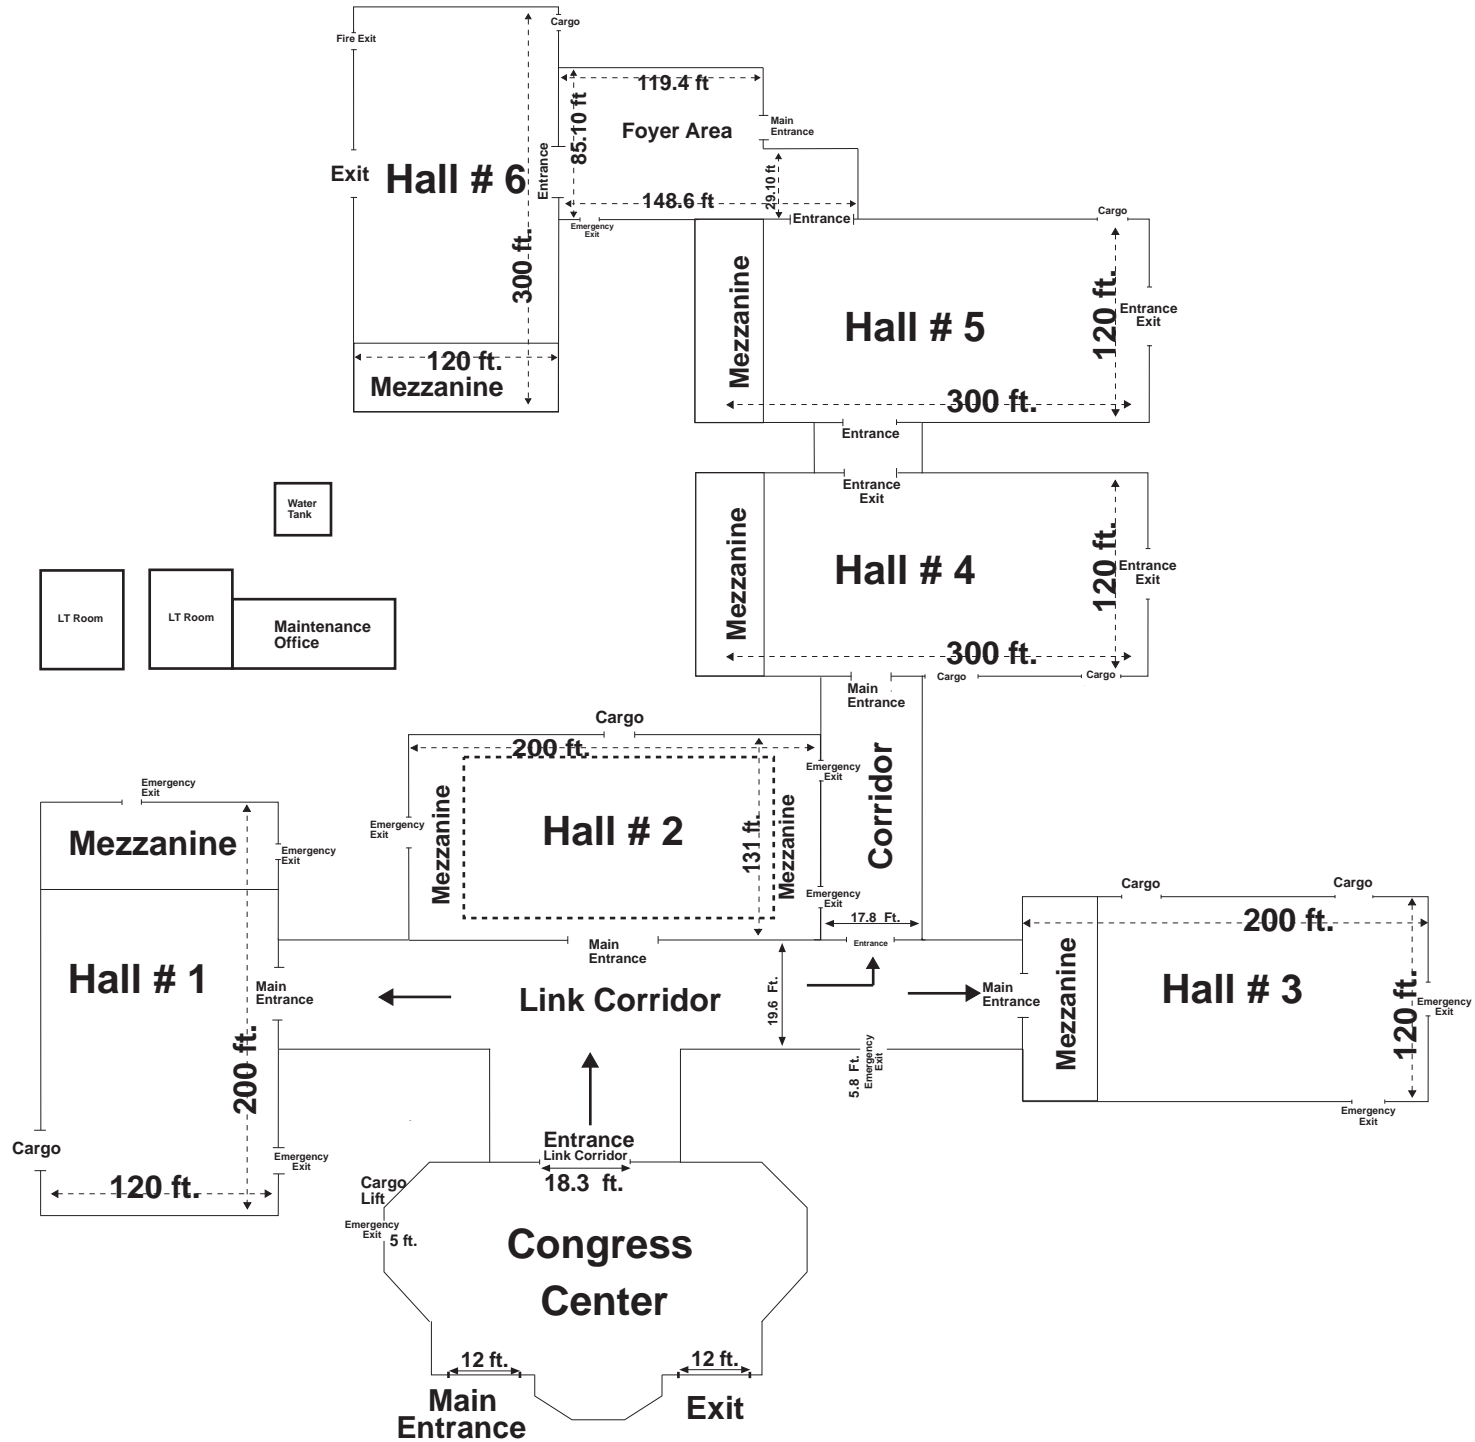 Cargo
Fire Exit
119.4 ft
85.10 ft
Foyer Area
Main
Entrance
Exit
Hall # 6
Entrance
29.10 ft
148.6 ft
Emergency
Exit
Entrance
300 ft.
120 ft.
Mezzanine
Cargo
Mezzanine
Hall # 5
120 ft.
Entrance
Exit
300 ft.
Entrance
Entrance
Exit
Mezzanine
Hall # 4
120 ft.
Entrance
Exit
300 ft.
Main
Entrance
Cargo
Cargo
Water
Tank
LT Room
LT Room
Maintenance
Office
Cargo
200 ft.
Emergency
Exit
Emergency
Exit
Mezzanine
Hall # 2
131 ft.
Mezzanine
Emergency
Exit
Corridor
17.8 Ft.
Entrance
Main
Entrance
Emergency
Exit
Mezzanine
Emergency
Exit
Hall # 1
Main
Entrance
200 ft.
Cargo
Emergency
Exit
120 ft.
Link Corridor
19.6 Ft.
5.8 Ft.
Emergency
Exit
Main
Entrance
Cargo
Cargo
200 ft.
Mezzanine
Hall # 3
120 ft.
Emergency
Exit
Emergency
Exit
Entrance
Link Corridor
18.3 ft.
Cargo
Lift
Emergency
Exit
5 ft.
Congress
Center
12 ft.
12 ft.
Main
Entrance
Exit